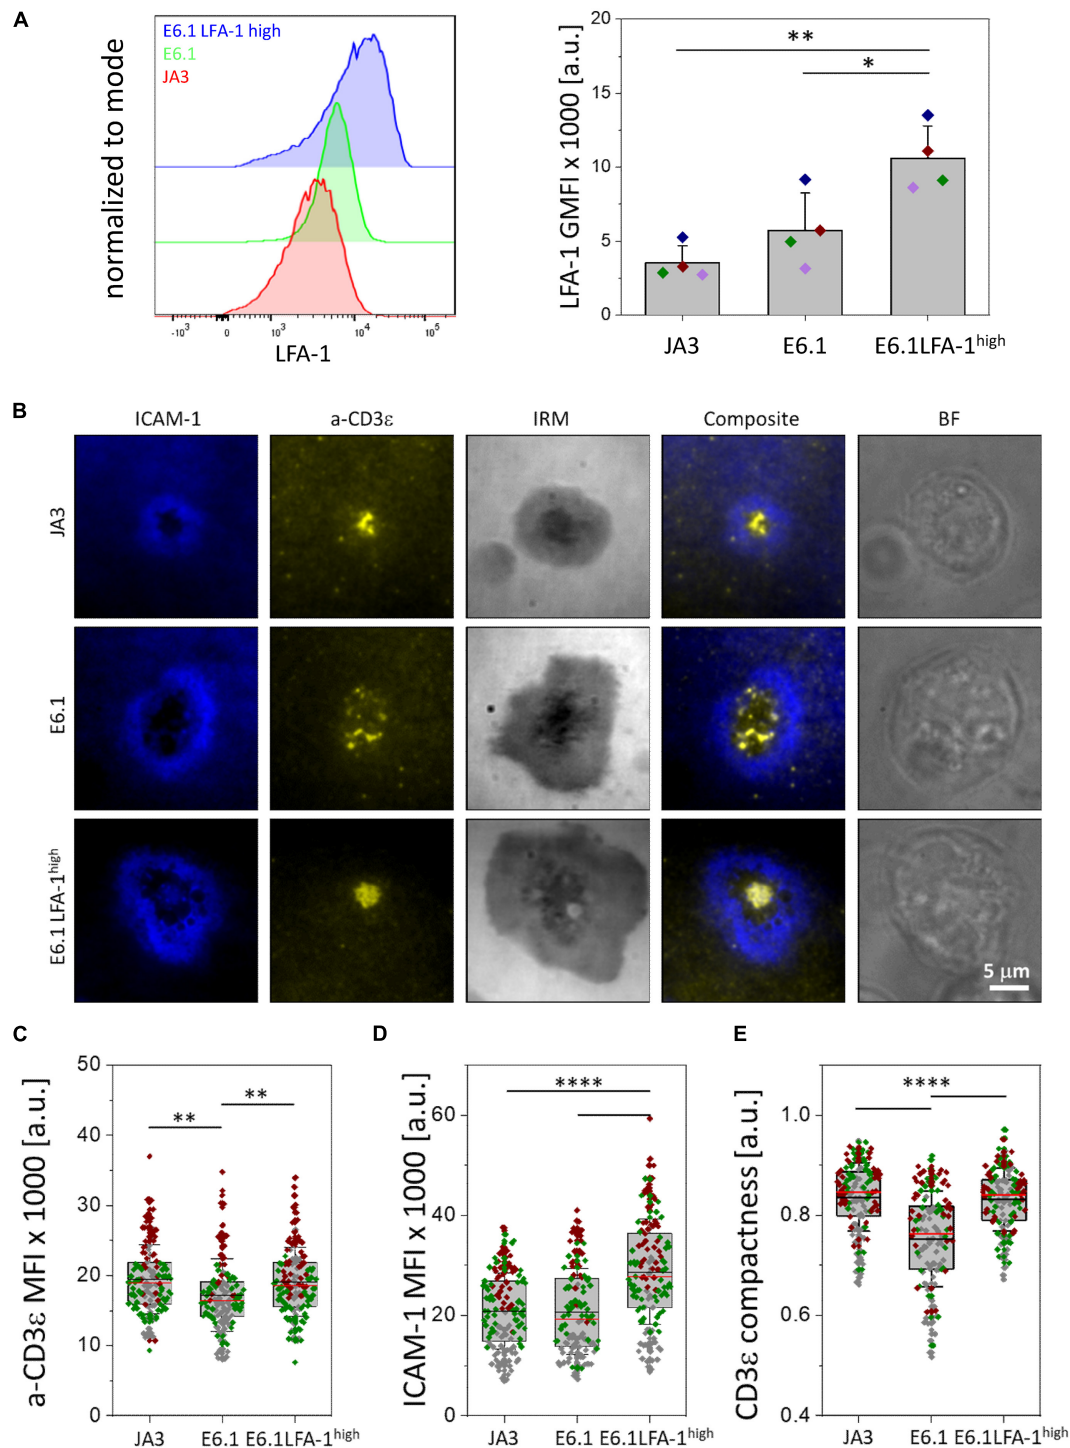 A
E6.1 LFA-1 high
E6.1
JA3
normalized to mode
-10³ 0 10³ 10⁴ 10⁵
LFA-1
LFA-1 GMFI x 1000 [a.u.]
20
15
10
5
0
**
*
JA3 E6.1 E6.1LFA-1high
B
ICAM-1 a-CD3ε IRM Composite BF
JA3
E6.1
E6.1 LFA-1high
5 µm
C
a-CD3ε MFI x 1000 [a.u.]
50
40
30
20
10
0
** **
JA3 E6.1 E6.1LFA-1high
D
ICAM-1 MFI x 1000 [a.u.]
60
40
20
0
****
JA3 E6.1 E6.1LFA-1high
E
CD3ε compactness [a.u.]
1.0
0.8
0.6
0.4
****
JA3 E6.1 E6.1LFA-1high